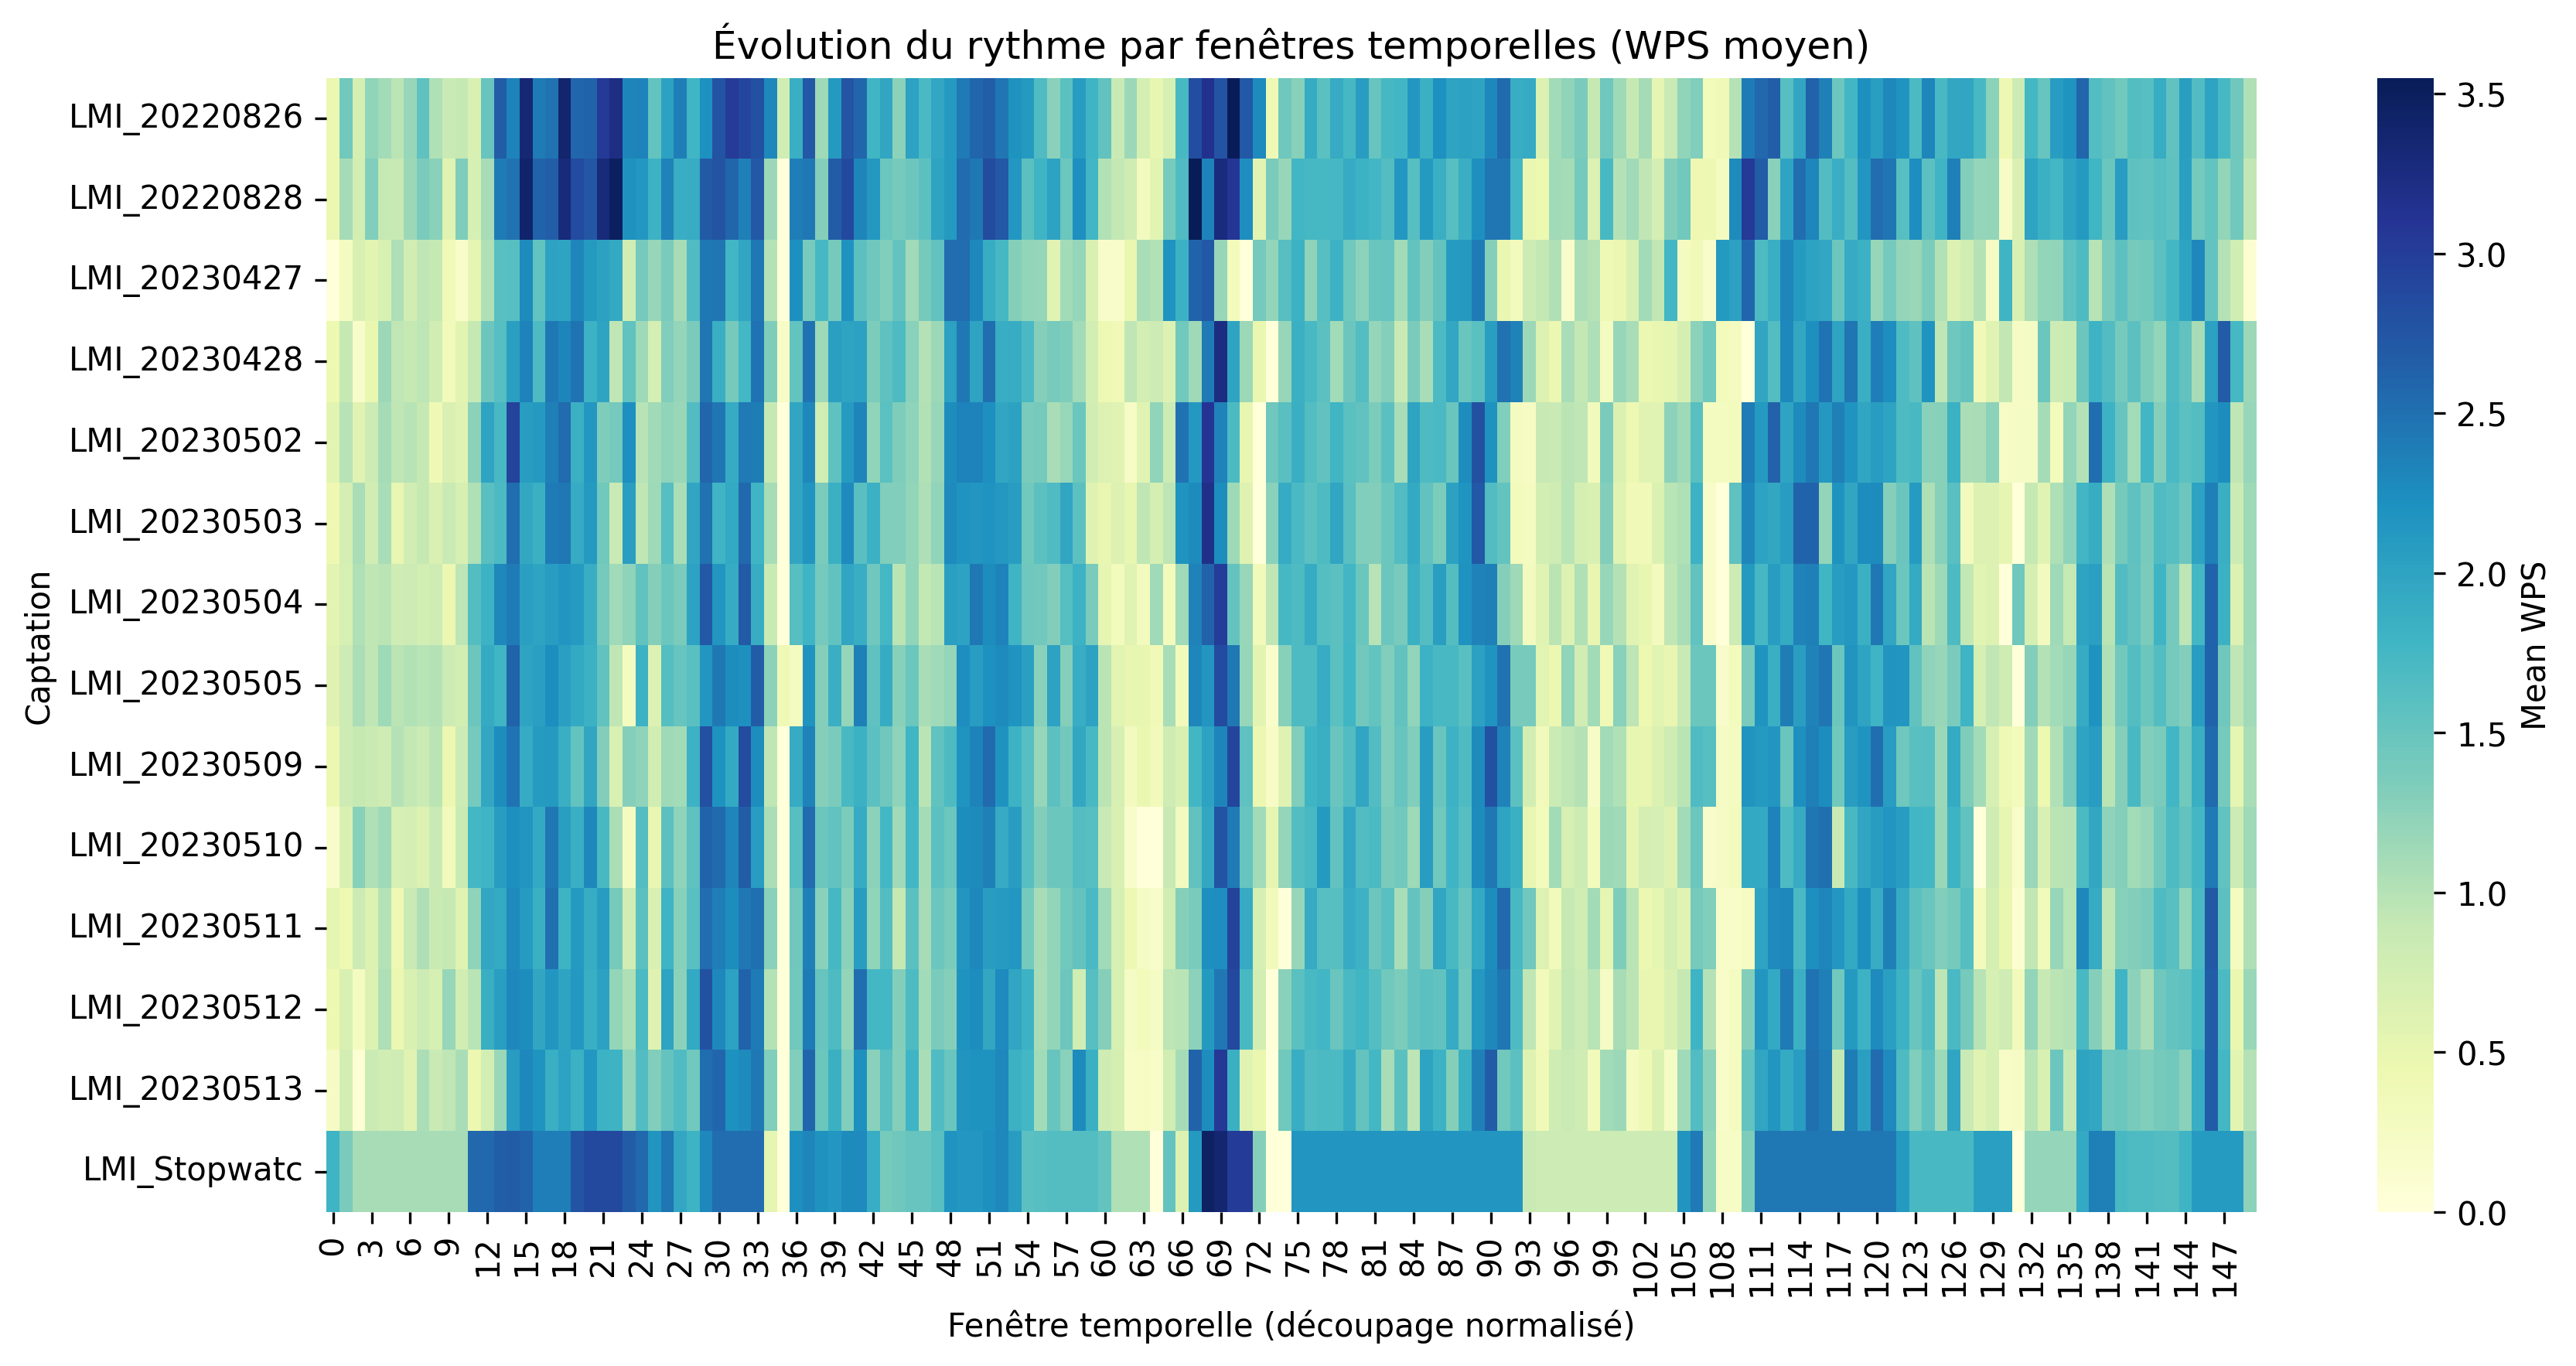 Évolution du rythme par fenêtres temporelles (WPS moyen)
Captation
LMI_20220826
LMI_20220828
LMI_20230427
LMI_20230428
LMI_20230502
LMI_20230503
LMI_20230504
LMI_20230505
LMI_20230509
LMI_20230510
LMI_20230511
LMI_20230512
LMI_20230513
LMI_Stopwatc
0 3 6 9 12 15 18 21 24 27 30 33 36 39 42 45 48 51 54 57 60 63 66 69 72 75 78 81 84 87 90 93 96 99 102 105 108 111 114 117 120 123 126 129 132 135 138 141 144 147
Fenêtre temporelle (découpage normalisé)
3.5
3.0
2.5
2.0
1.5
1.0
0.5
0.0
Mean WPS